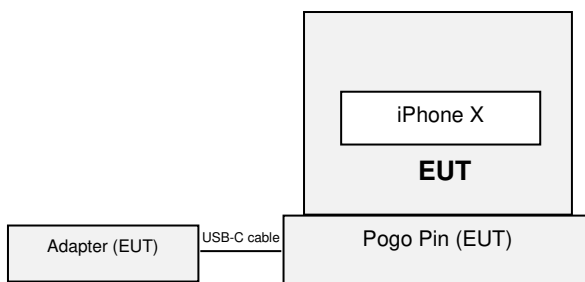 iPhone X
EUT
Adapter (EUT)
USB-C cable
Pogo Pin (EUT)